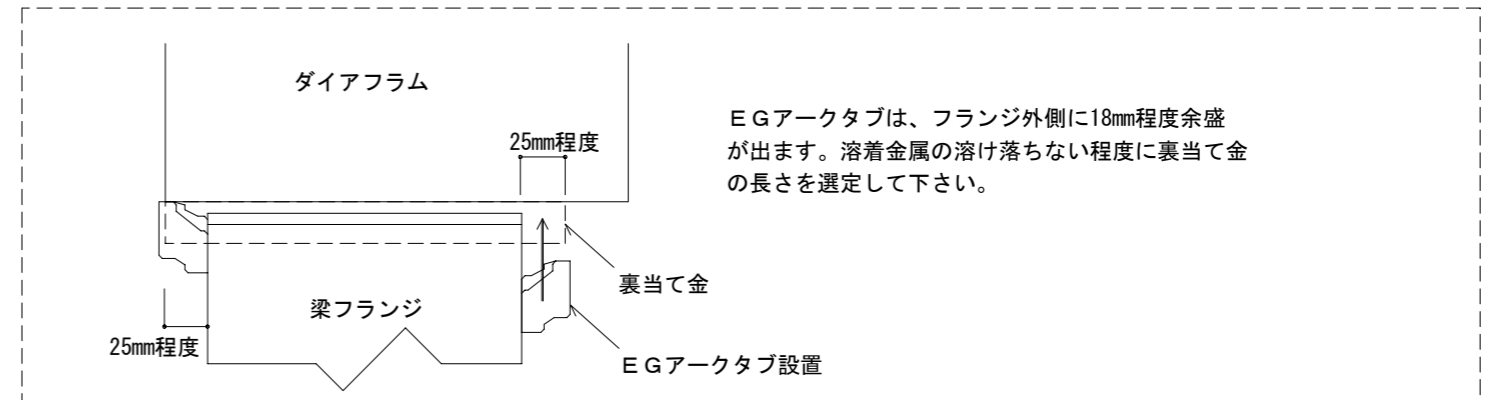 ダイアフラム
25㎜程度
ＥＧアークタブは、フランジ外側に18㎜程度余盛
が出ます。溶着金属の溶け落ちない程度に裏当て金
の長さを選定して下さい。
裏当て金
梁フランジ
25㎜程度
ＥＧアークタブ設置